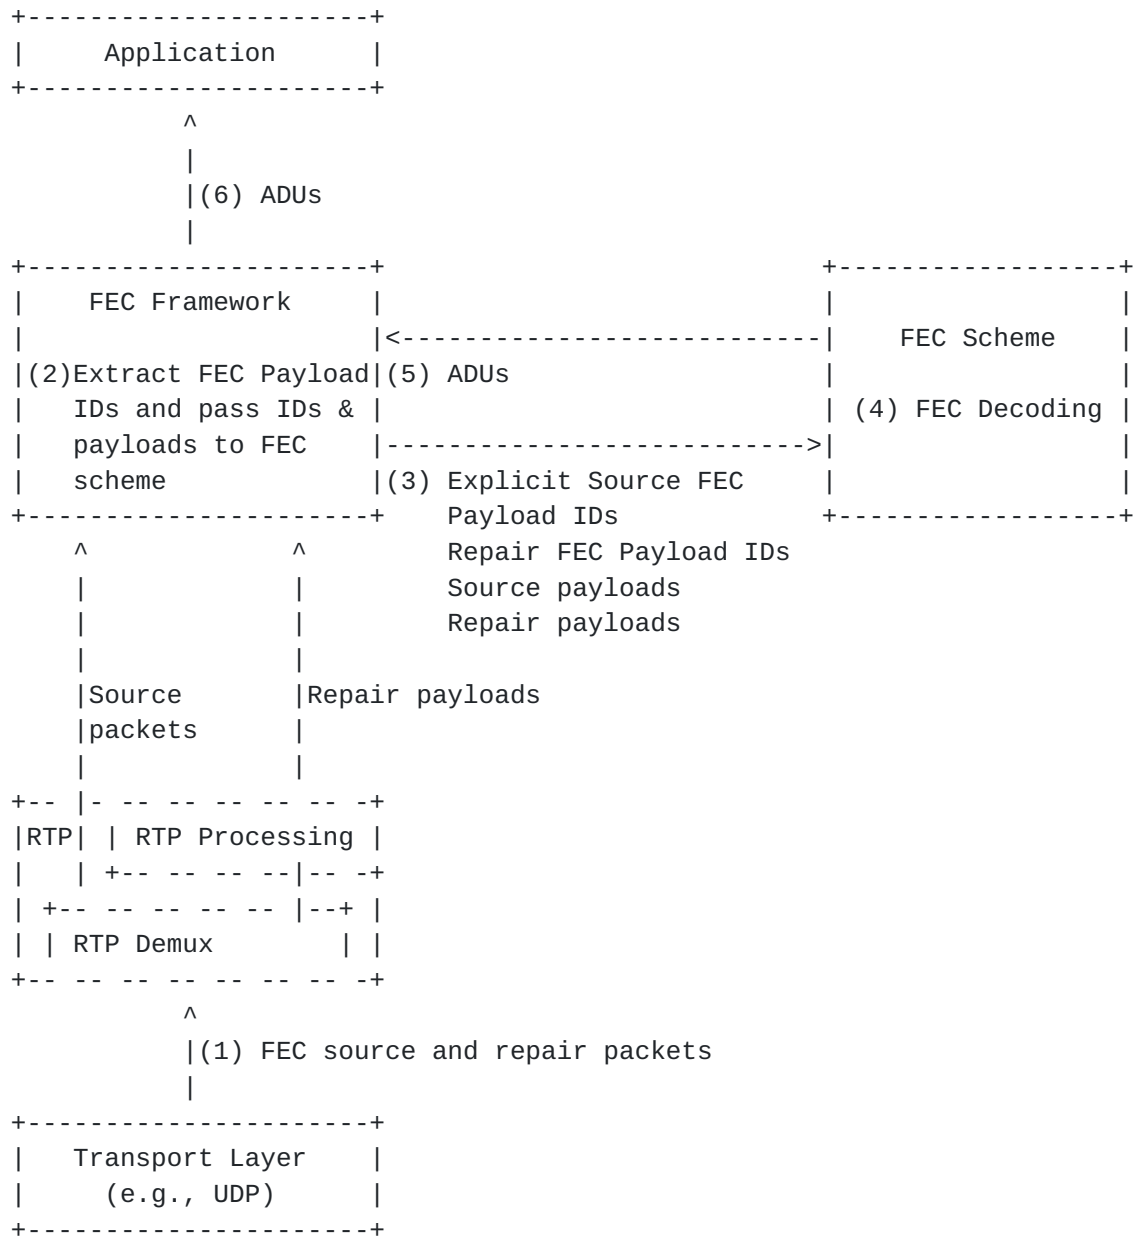 Application
(6) ADUs
FEC Framework
FEC Scheme
(2)Extract FEC Payload (5) ADUs
IDs and pass IDs & (4) FEC Decoding
payloads to FEC
scheme (3) Explicit Source FEC
Payload IDs
Repair FEC Payload IDs
Source payloads
Repair payloads
Source Repair payloads
packets
RTP RTP Processing
RTP Demux
(1) FEC source and repair packets
Transport Layer
(e.g., UDP)